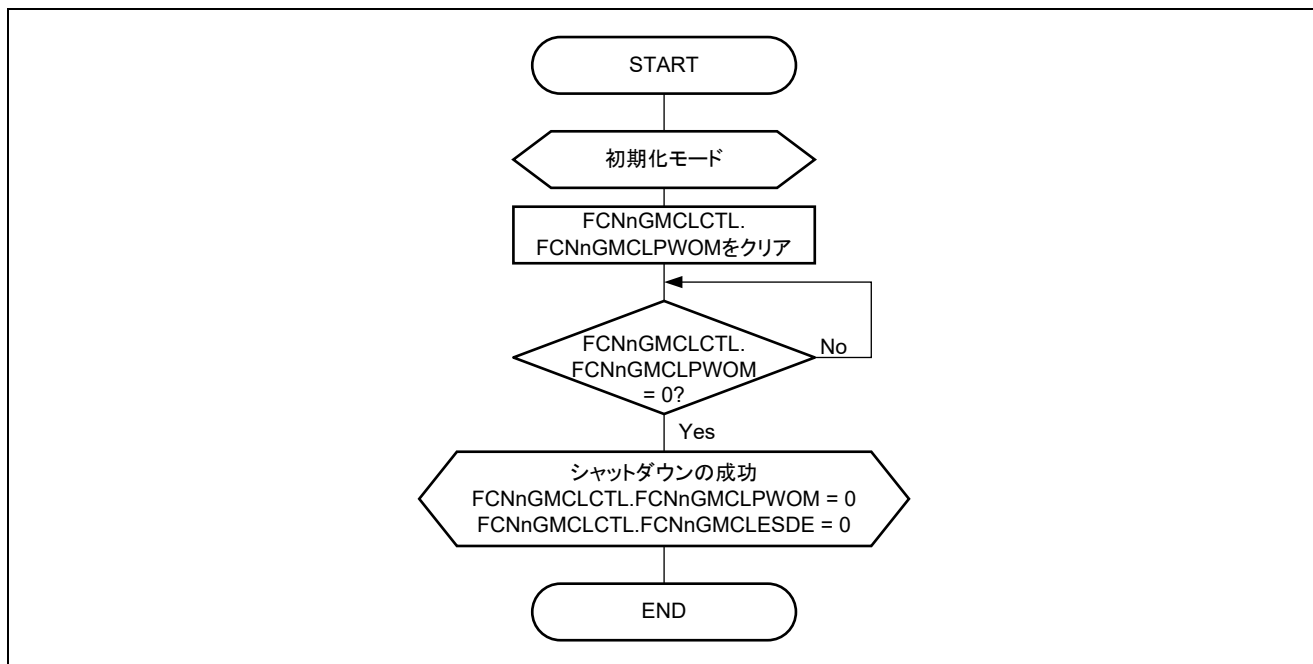 START
初期化モード
FCNnGMCLCTL.
FCNnGMCLPWOMをクリア
FCNnGMCLCTL.
FCNnGMCLPWOM
= 0?
No
Yes
シャットダウンの成功
FCNnGMCLCTL.FCNnGMCLPWOM = 0
FCNnGMCLCTL.FCNnGMCLESDE = 0
END